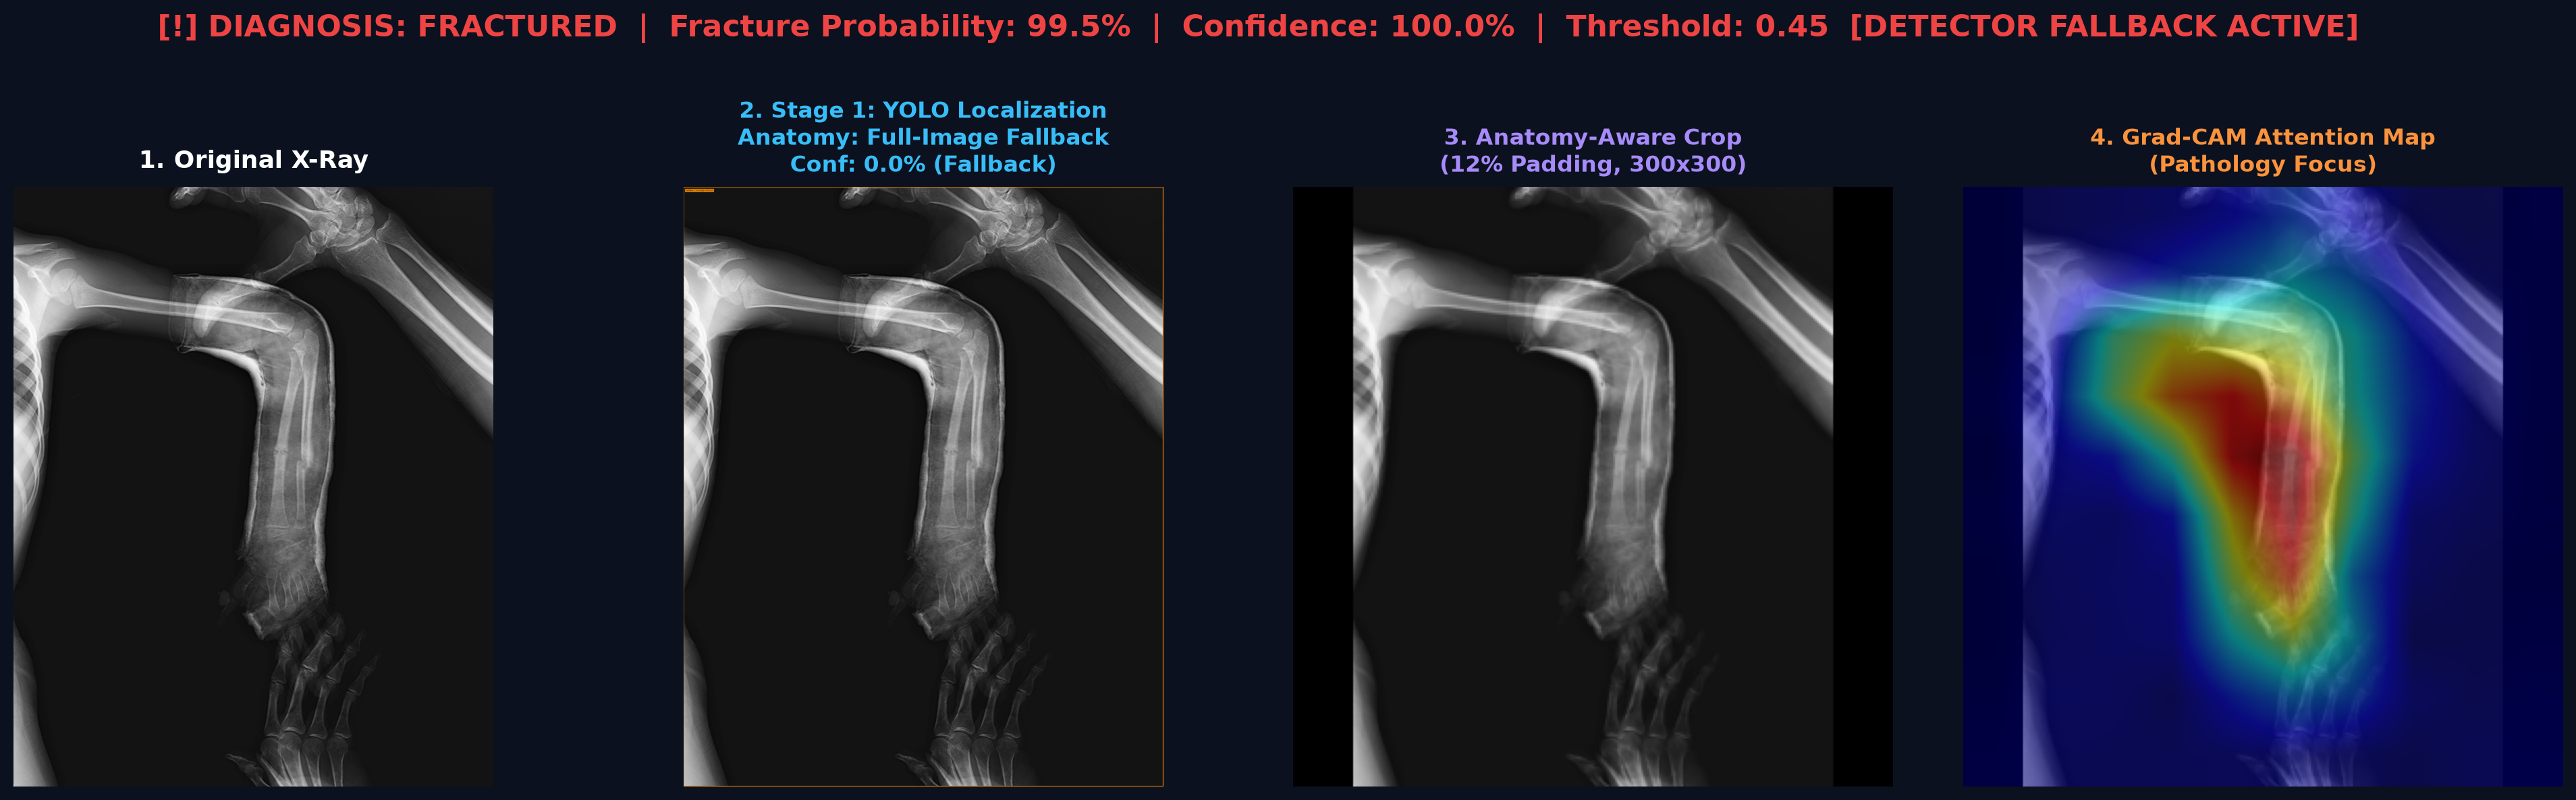 [!] DIAGNOSIS: FRACTURED | Fracture Probability: 99.5% | Confidence: 100.0% | Threshold: 0.45 [DETECTOR FALLBACK ACTIVE]
1. Original X-Ray
2. Stage 1: YOLO Localization
Anatomy: Full-Image Fallback
Conf: 0.0% (Fallback)
3. Anatomy-Aware Crop
(12% Padding, 300x300)
4. Grad-CAM Attention Map
(Pathology Focus)